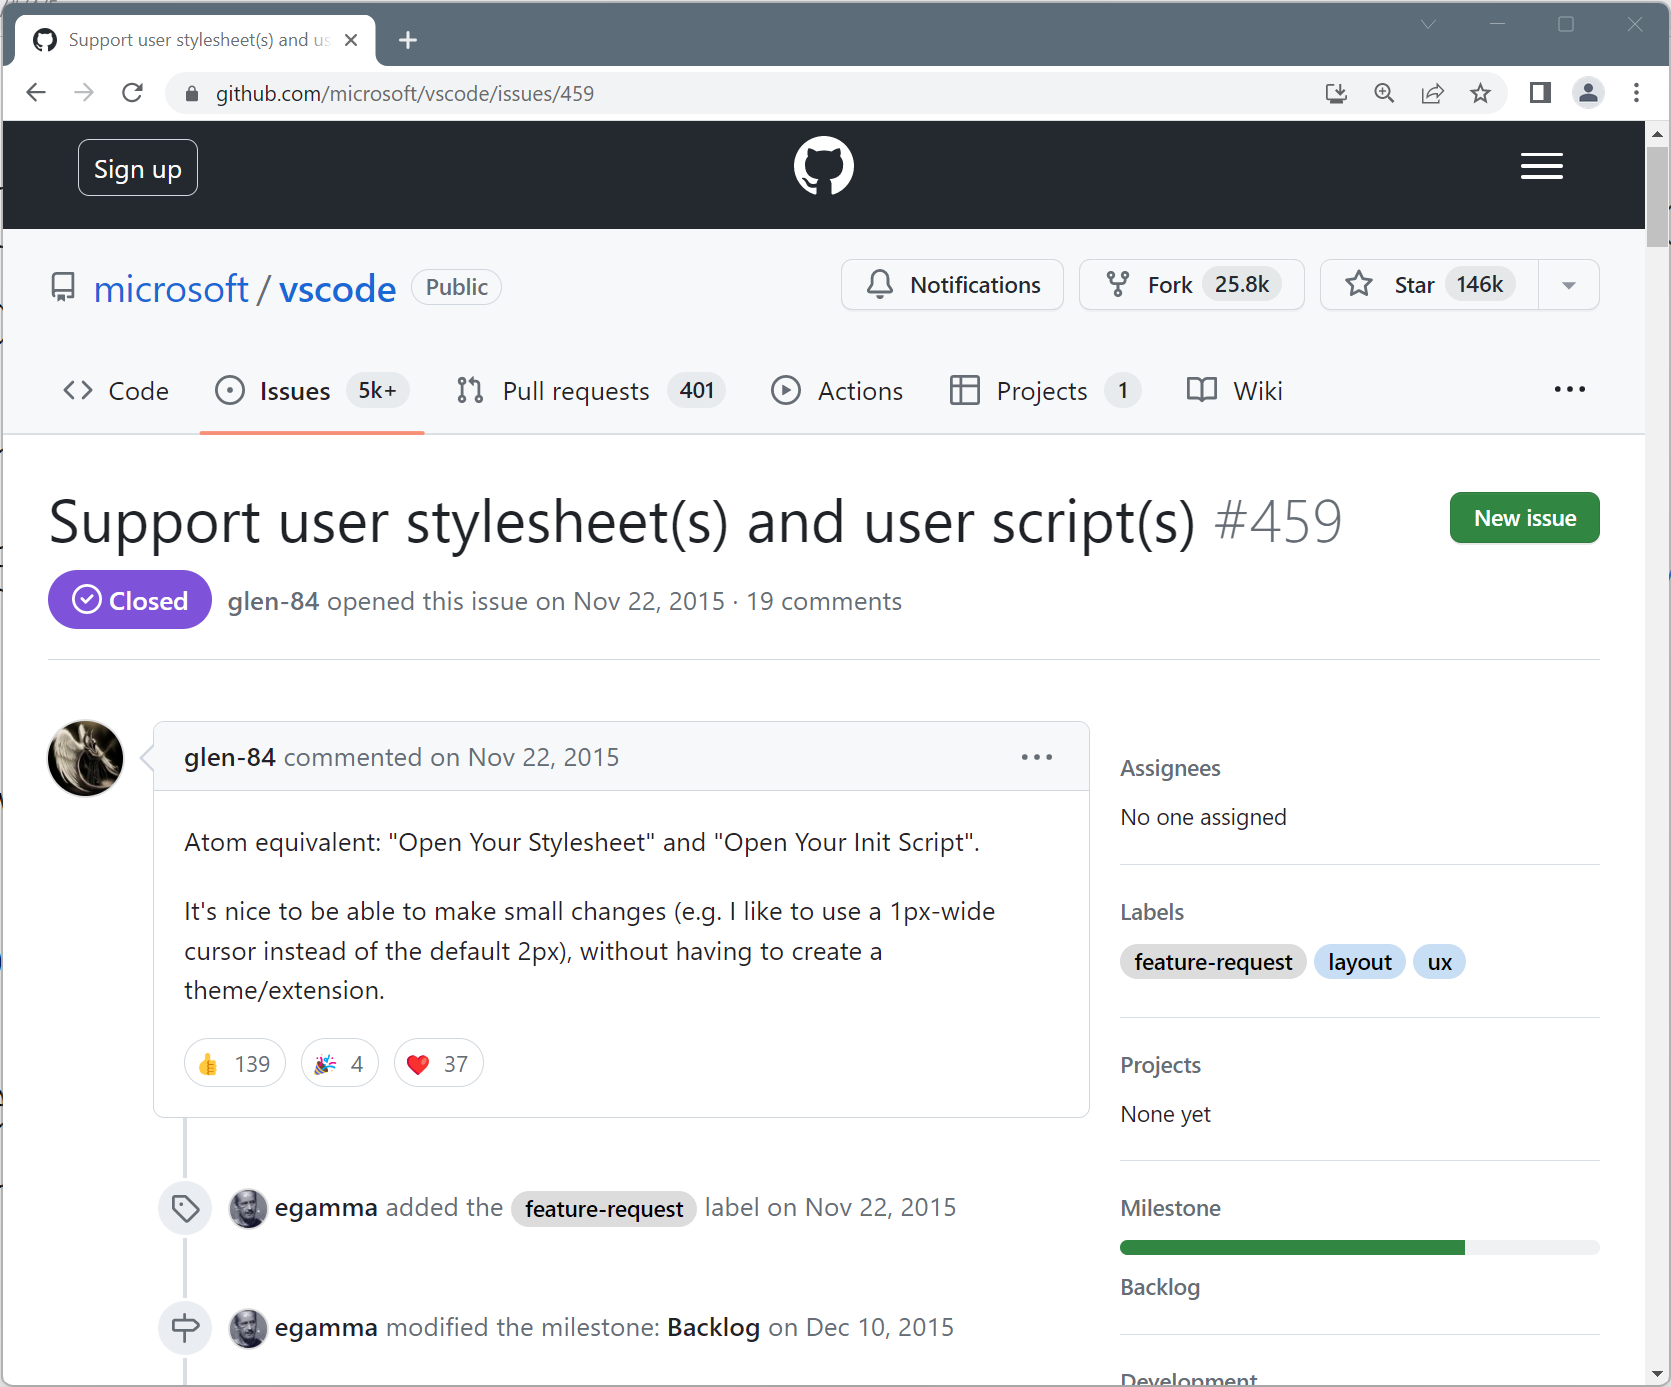 Support user stylesheet(s) and us
github.com/microsoft/vscode/issues/459
Sign up
microsoft / vscode Public
Notifications Fork 25.8k Star 146k
Code Issues 5k+ Pull requests 401 Actions Projects 1 Wiki
Support user stylesheet(s) and user script(s) #459
New issue
Closed glen-84 opened this issue on Nov 22, 2015 · 19 comments
glen-84 commented on Nov 22, 2015
Atom equivalent: "Open Your Stylesheet" and "Open Your Init Script".
It's nice to be able to make small changes (e.g. I like to use a 1px-wide
cursor instead of the default 2px), without having to create a
theme/extension.
👍 139 🎉 4 ❤️ 37
egamma added the feature-request label on Nov 22, 2015
egamma modified the milestone: Backlog on Dec 10, 2015
Assignees
No one assigned
Labels
feature-request layout ux
Projects
None yet
Milestone
Backlog
Development